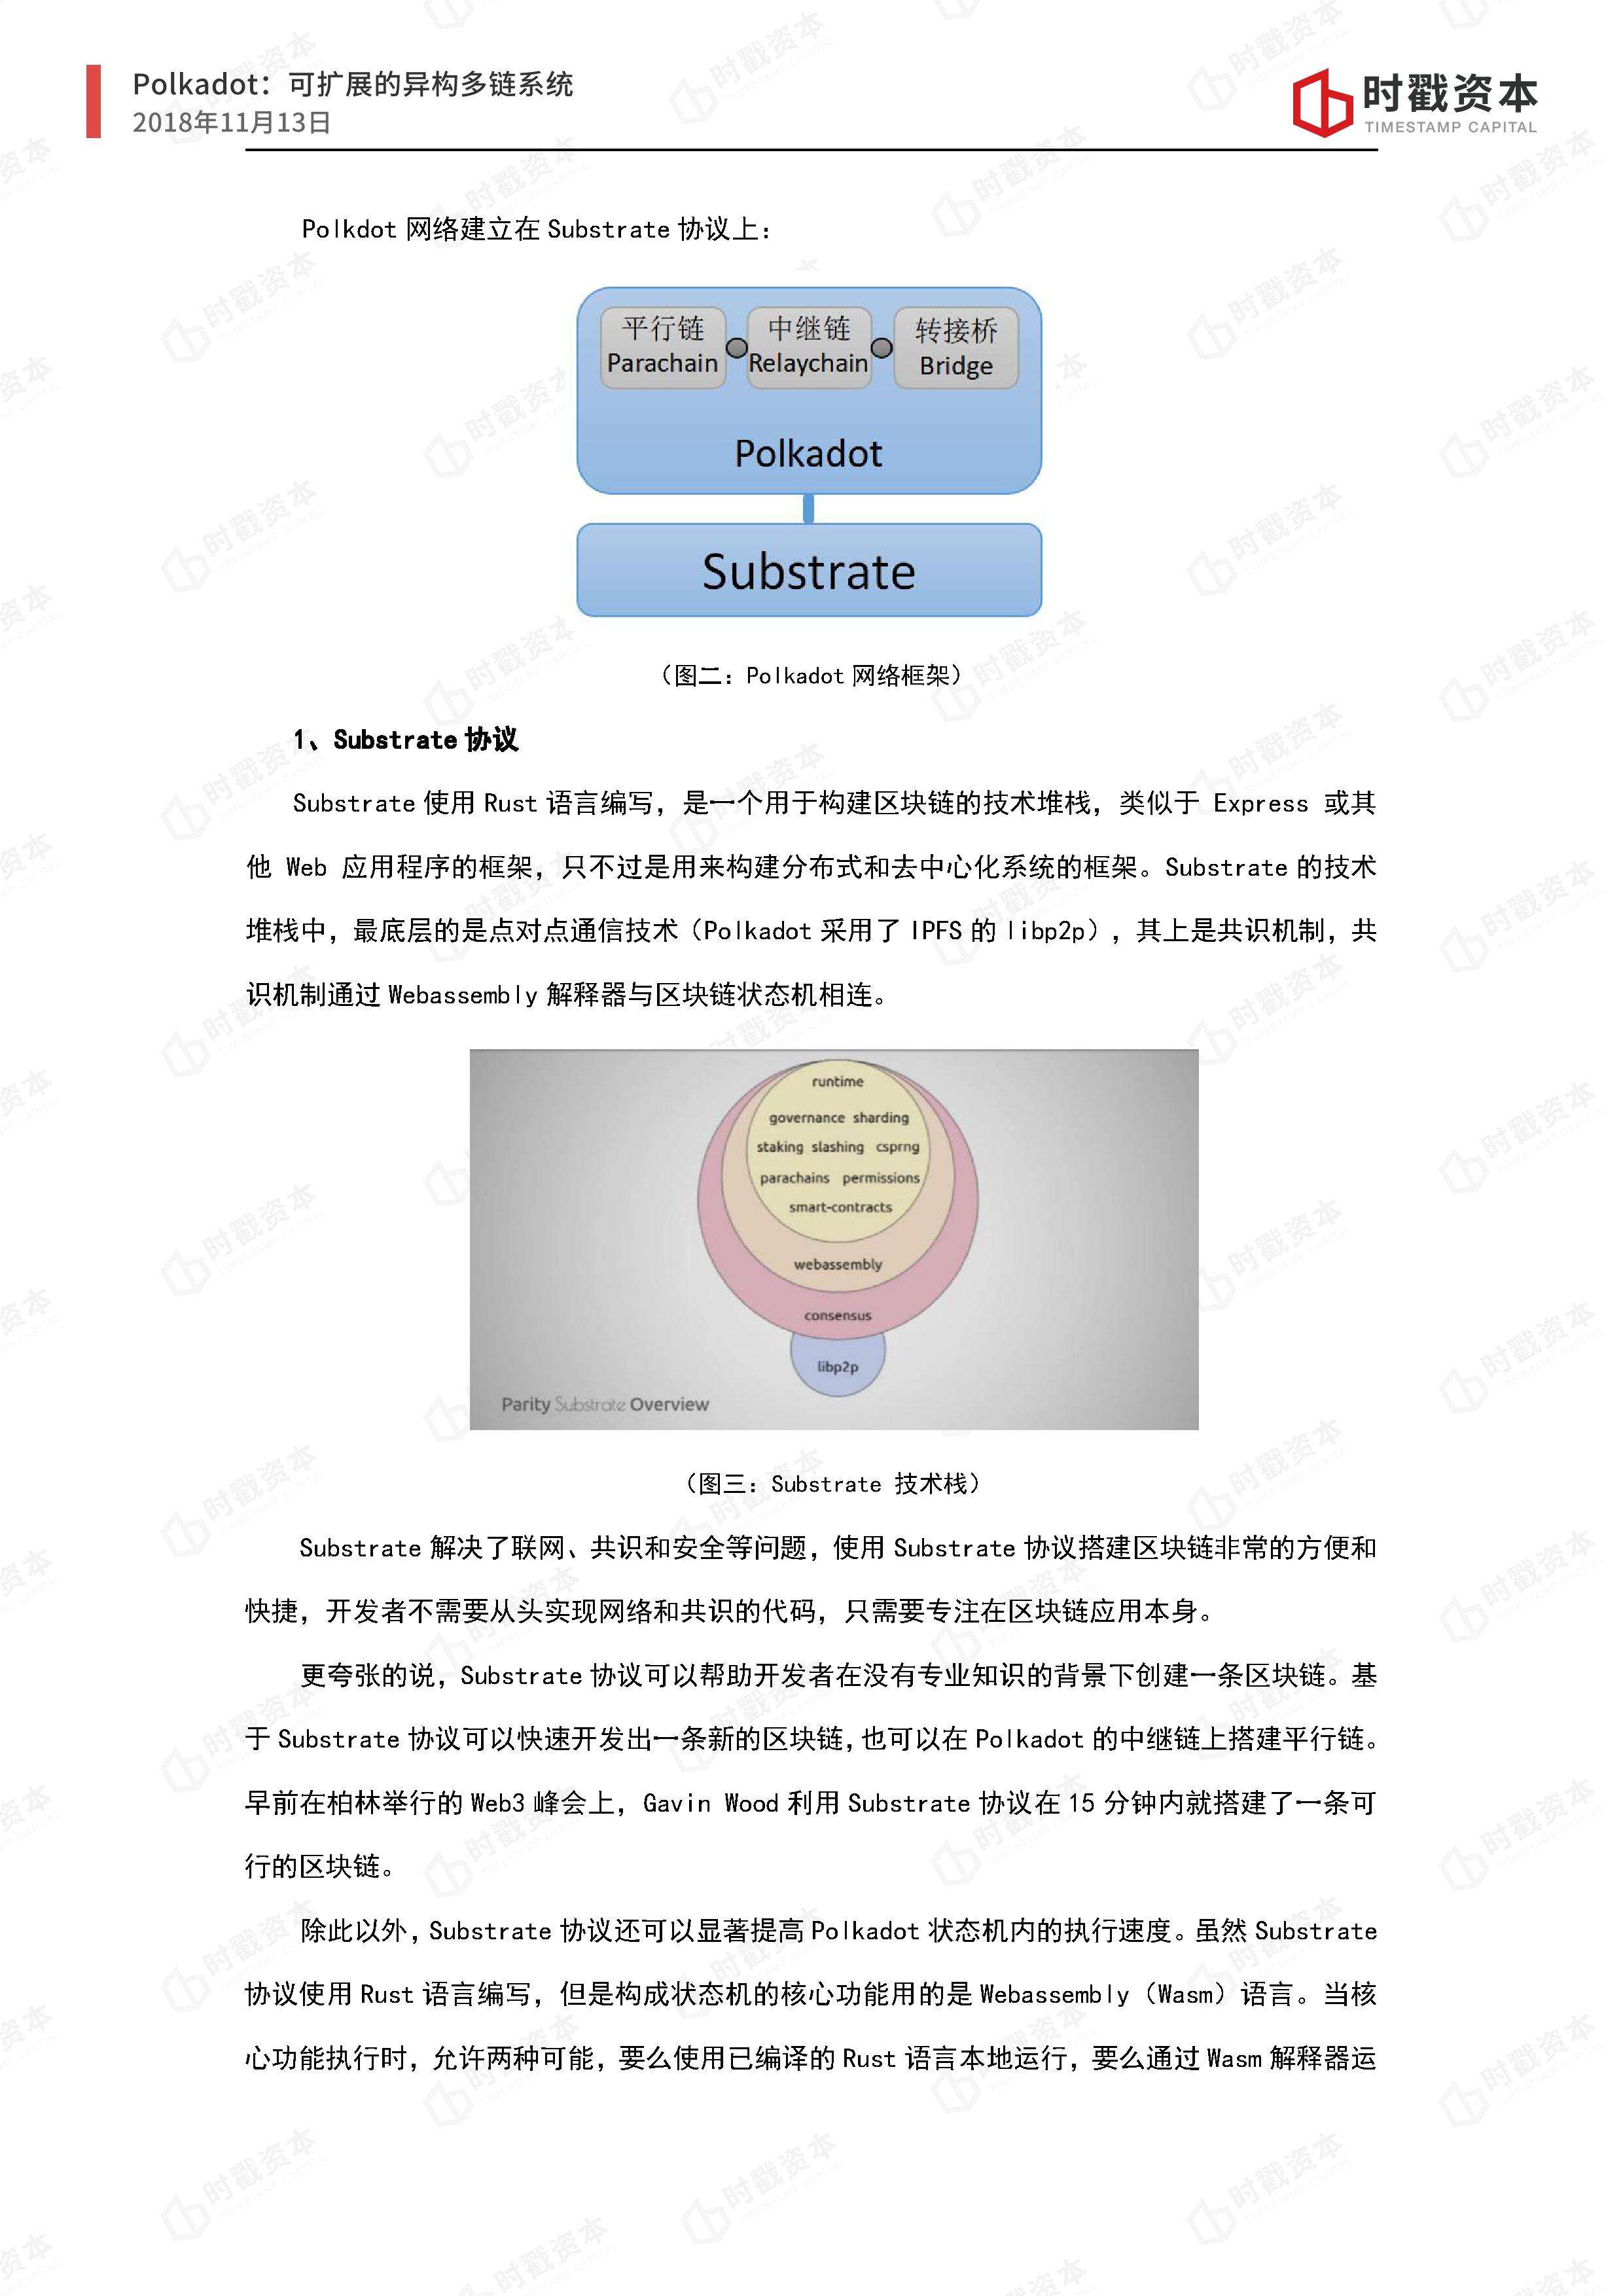 Polkadot：可扩展的异构多链系统
2018年11月13日
时戳资本
TIMESTAMP CAPITAL
Polkdot 网络建立在 Substrate 协议上：
平行链 中继链 转接桥
Parachain Relaychain Bridge
Polkadot
Substrate
（图二：Polkadot 网络框架）
1、Substrate 协议
Substrate 使用 Rust 语言编写，是一个用于构建区块链的技术堆栈，类似于 Express 或其
他 Web 应用程序的框架，只不过是用来构建分布式和去中心化系统的框架。Substrate 的技术
堆栈中，最底层的是点对点通信技术（Polkadot 采用了 IPFS 的 libp2p），其上是共识机制，共
识机制通过 Webassembly 解释器与区块链状态机相连。
runtime
governance sharding
staking slashing csprng
parachains permissions
smart-contracts
webassembly
consensus
libp2p
Parity Substrate Overview
（图三：Substrate 技术栈）
Substrate 解决了联网、共识和安全等问题，使用 Substrate 协议搭建区块链非常的方便和
快捷，开发者不需要从头实现网络和共识的代码，只需要专注在区块链应用本身。
更夸张的说，Substrate 协议可以帮助开发者在没有专业知识的背景下创建一条区块链。基
于 Substrate 协议可以快速开发出一条新的区块链，也可以在 Polkadot 的中继链上搭建平行链。
早前在柏林举行的 Web3 峰会上，Gavin Wood 利用 Substrate 协议在 15 分钟内就搭建了一条可
行的区块链。
除此以外，Substrate 协议还可以显著提高 Polkadot 状态机内的执行速度。虽然 Substrate
协议使用 Rust 语言编写，但是构成状态机的核心功能用的是 Webassembly（Wasm）语言。当核
心功能执行时，允许两种可能，要么使用已编译的 Rust 语言本地运行，要么通过 Wasm 解释器运